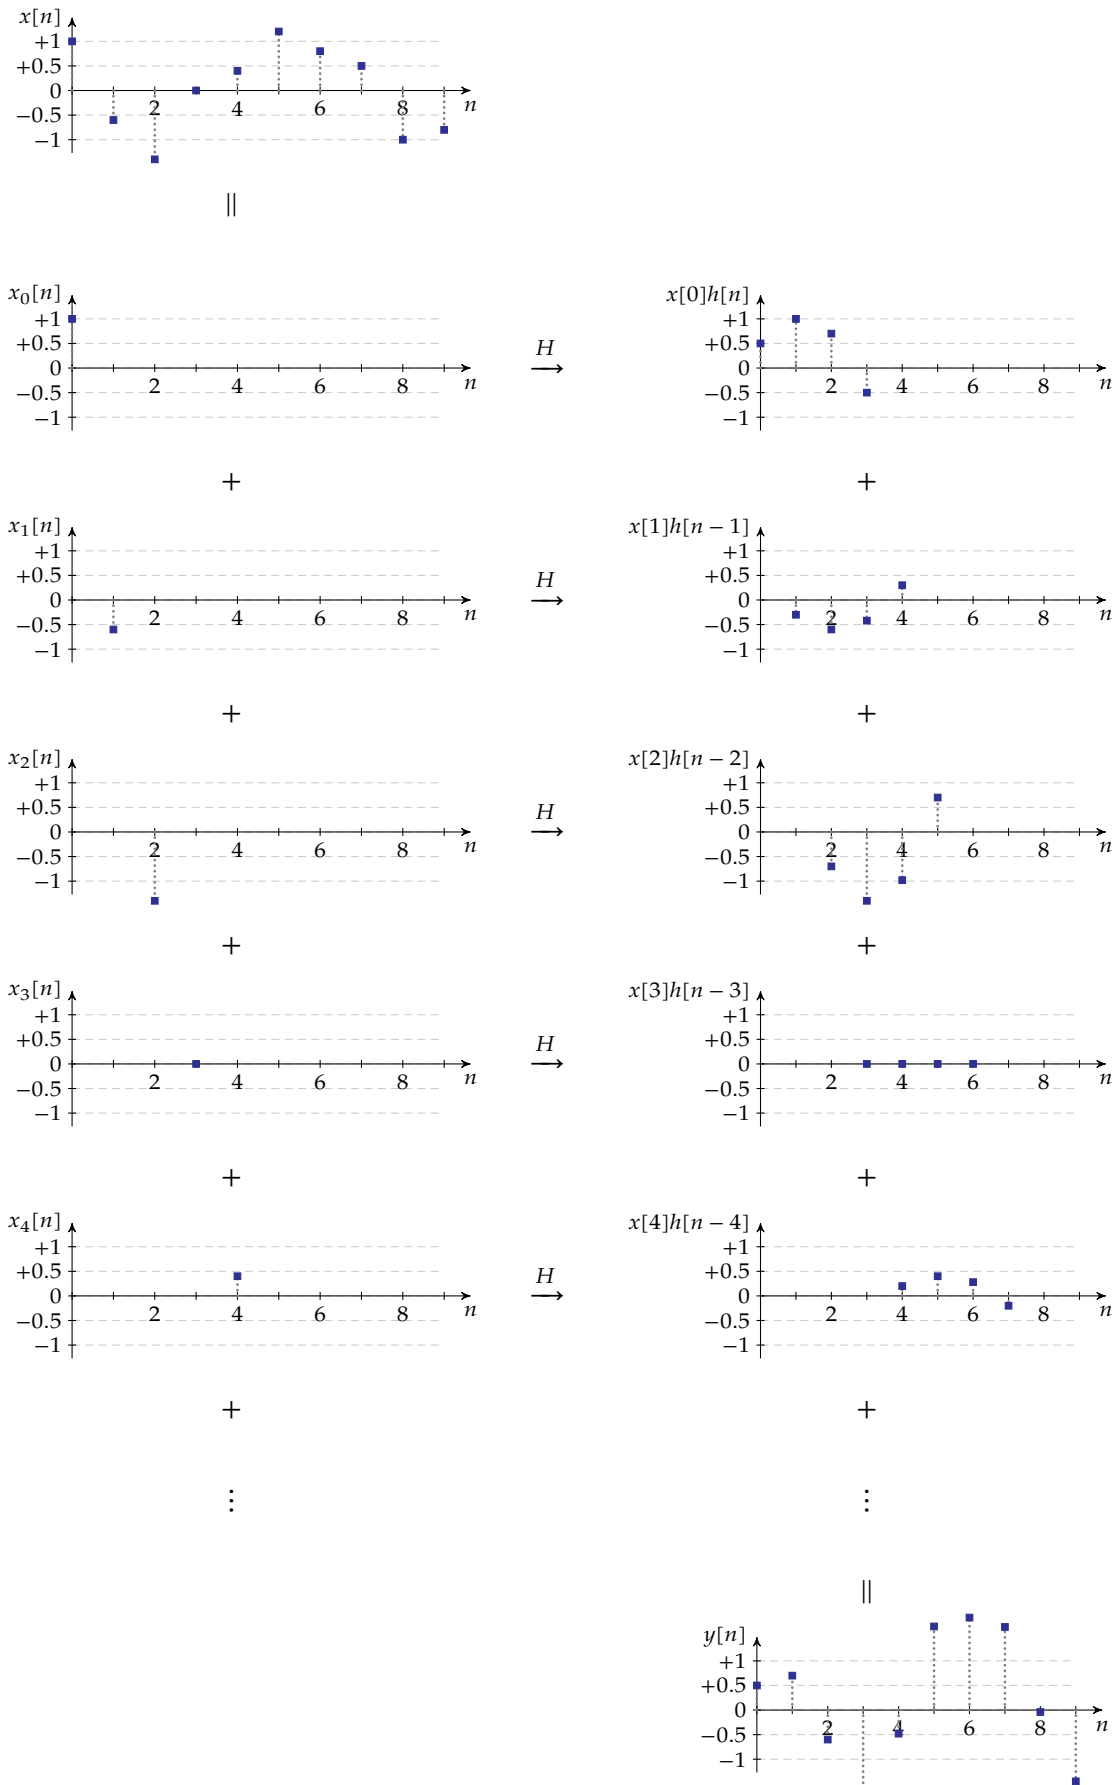 x[n]
+1
+0.5
0
−0.5
−1
2 4 6 8 n
||
x₀[n]
+1
+0.5
0
−0.5
−1
2 4 6 8 n
H
→
x[0]h[n]
+1
+0.5
0
−0.5
−1
2 4 6 8 n
+ +
x₁[n]
+1
+0.5
0
−0.5
−1
2 4 6 8 n
H
→
x[1]h[n − 1]
+1
+0.5
0
−0.5
−1
2 4 6 8 n
+ +
x₂[n]
+1
+0.5
0
−0.5
−1
2 4 6 8 n
H
→
x[2]h[n − 2]
+1
+0.5
0
−0.5
−1
2 4 6 8 n
+ +
x₃[n]
+1
+0.5
0
−0.5
−1
2 4 6 8 n
H
→
x[3]h[n − 3]
+1
+0.5
0
−0.5
−1
2 4 6 8 n
+ +
x₄[n]
+1
+0.5
0
−0.5
−1
2 4 6 8 n
H
→
x[4]h[n − 4]
+1
+0.5
0
−0.5
−1
2 4 6 8 n
+ +
⋮ ⋮
||
y[n]
+1
+0.5
0
−0.5
−1
2 4 6 8 n